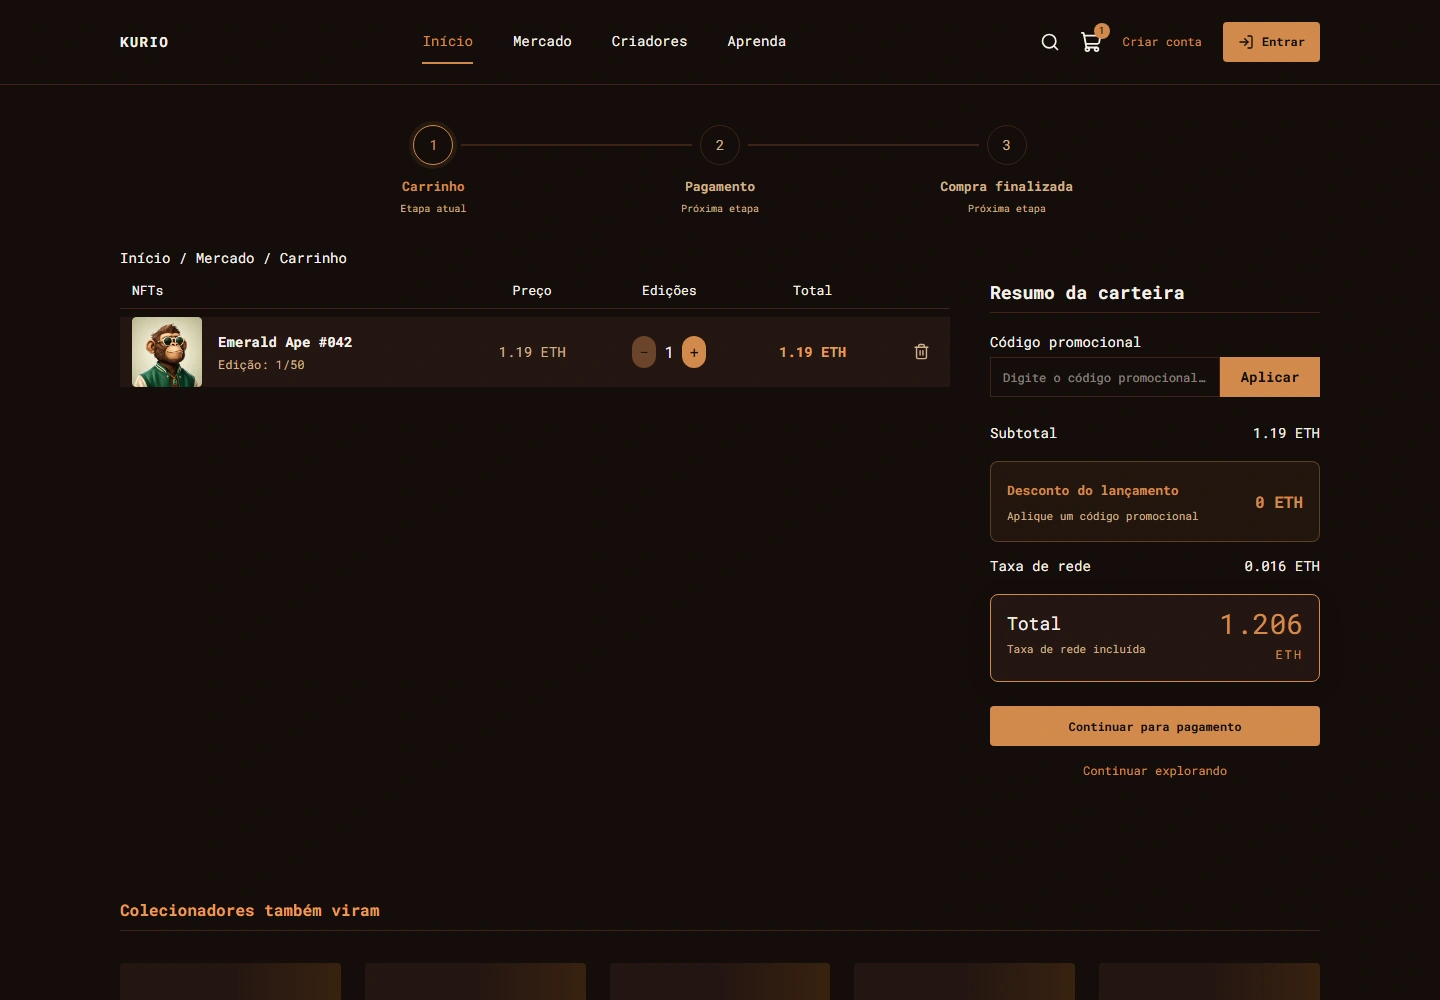 KURIO
Início Mercado Criadores Aprenda
1
Criar conta
Entrar
1 2 3
Carrinho Pagamento Compra finalizada
Etapa atual Próxima etapa Próxima etapa
Início / Mercado / Carrinho
NFTs Preço Edições Total
Emerald Ape #042
Edição: 1/50
1.19 ETH − 1 + 1.19 ETH
Resumo da carteira
Código promocional
Digite o código promocional… Aplicar
Subtotal 1.19 ETH
Desconto do lançamento
Aplique um código promocional
0 ETH
Taxa de rede 0.016 ETH
Total 1.206
Taxa de rede incluída ETH
Continuar para pagamento
Continuar explorando
Colecionadores também viram